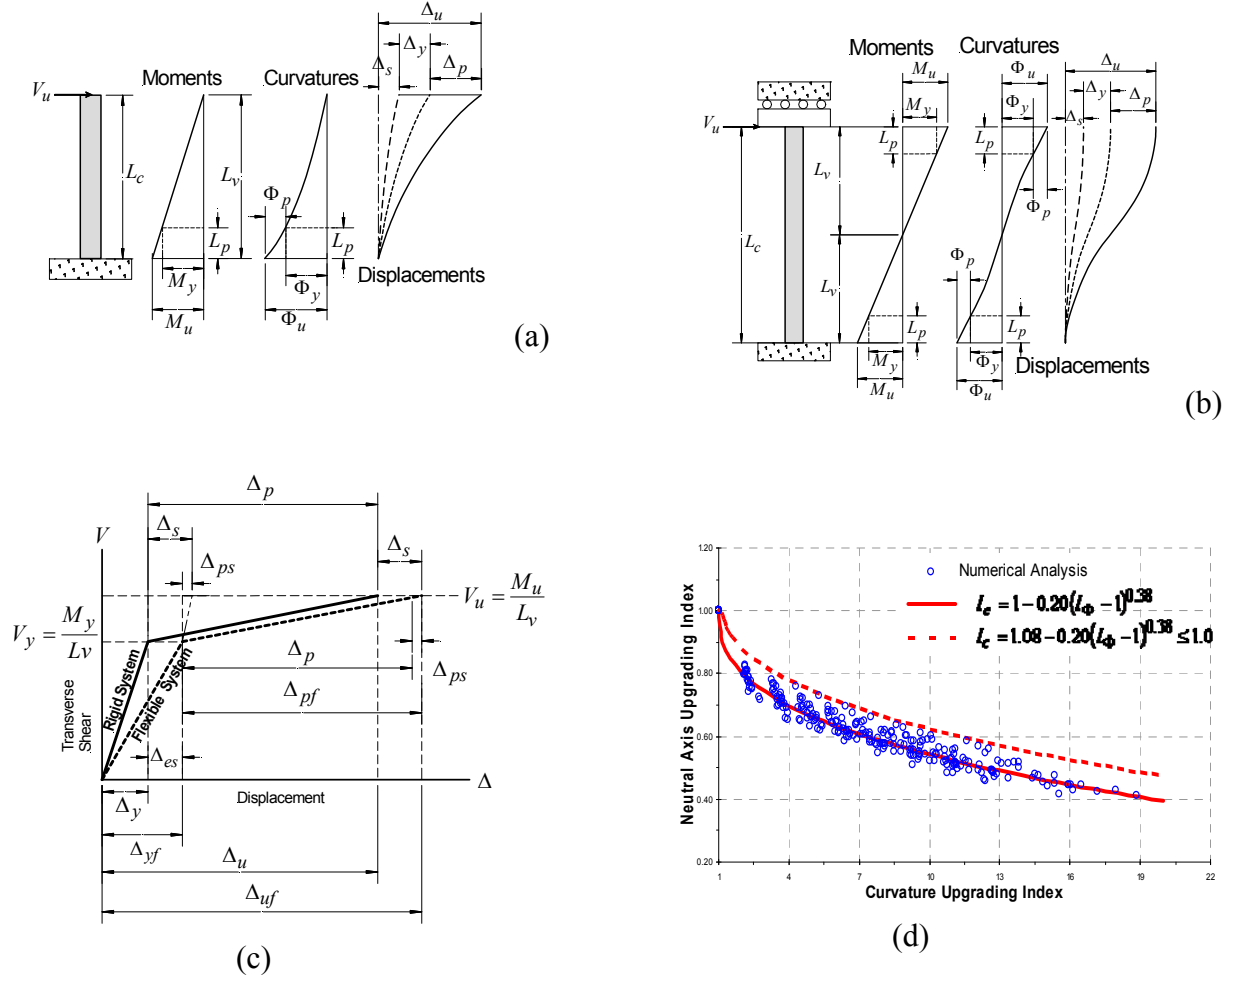 Δu
Δy
Δs
Δp
Moments
Curvatures
Vu
Lc
Lv
Φp
Lp
Lp
My
Φy
Mu
Φu
Displacements
(a)
Moments
Curvatures
Mu
Φu
Δu
My
Φy
Δy
Δp
Δs
Vu
Lp
Lp
Lv
Φp
Lc
Φp
Lv
Lp
Lp
My
Φy
Mu
Φu
Displacements
(b)
Δp
V
Δs
Δs
Δps
Vu = Mu / Lv
Vy = My / Lv
Rigid System
Flexible System
Δp
Δps
Δpf
Transverse
Shear
Δes
Δ
Δy
Displacement
Δyf
Δu
Δuf
(c)
1.20
Numerical Analysis
Ic = 1 − 0.20(IΦ − 1)^0.38
Ic = 1.08 − 0.20(IΦ − 1)^0.38 ≤ 1.0
1.00
0.80
0.60
0.40
0.20
Neutral Axis Upgrading Index
1 4 7 10 13 16 19 22
Curvature Upgrading Index
(d)